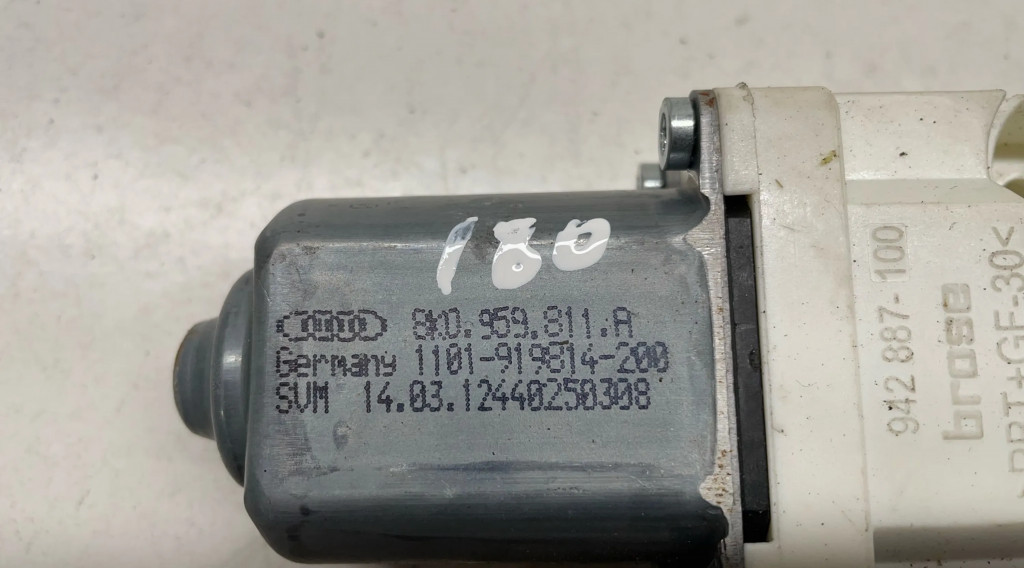 180
8K0.959.811.A
Germany 1101-919814-200
SVM 14.03.12440250308
942 887-100
brose
PBT+GF-30<